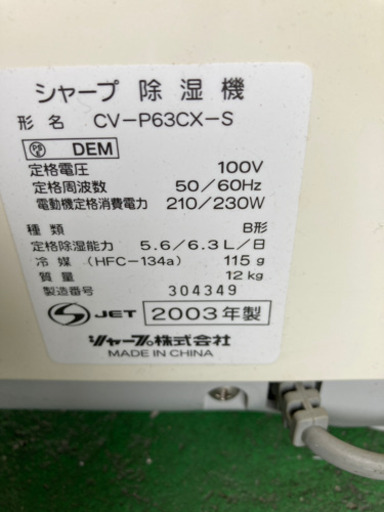 シャープ 除湿機
形名 CV-P63CX-S
PSE DEM
定格電圧 100V
定格周波数 50/60Hz
電動機定格消費電力 210/230W
種類 B形
定格除湿能力 5.6/6.3L/日
冷媒 (HFC-134a) 115g
質量 12kg
製造番号 304349
S JET 2003年製
シャープ株式会社
MADE IN CHINA